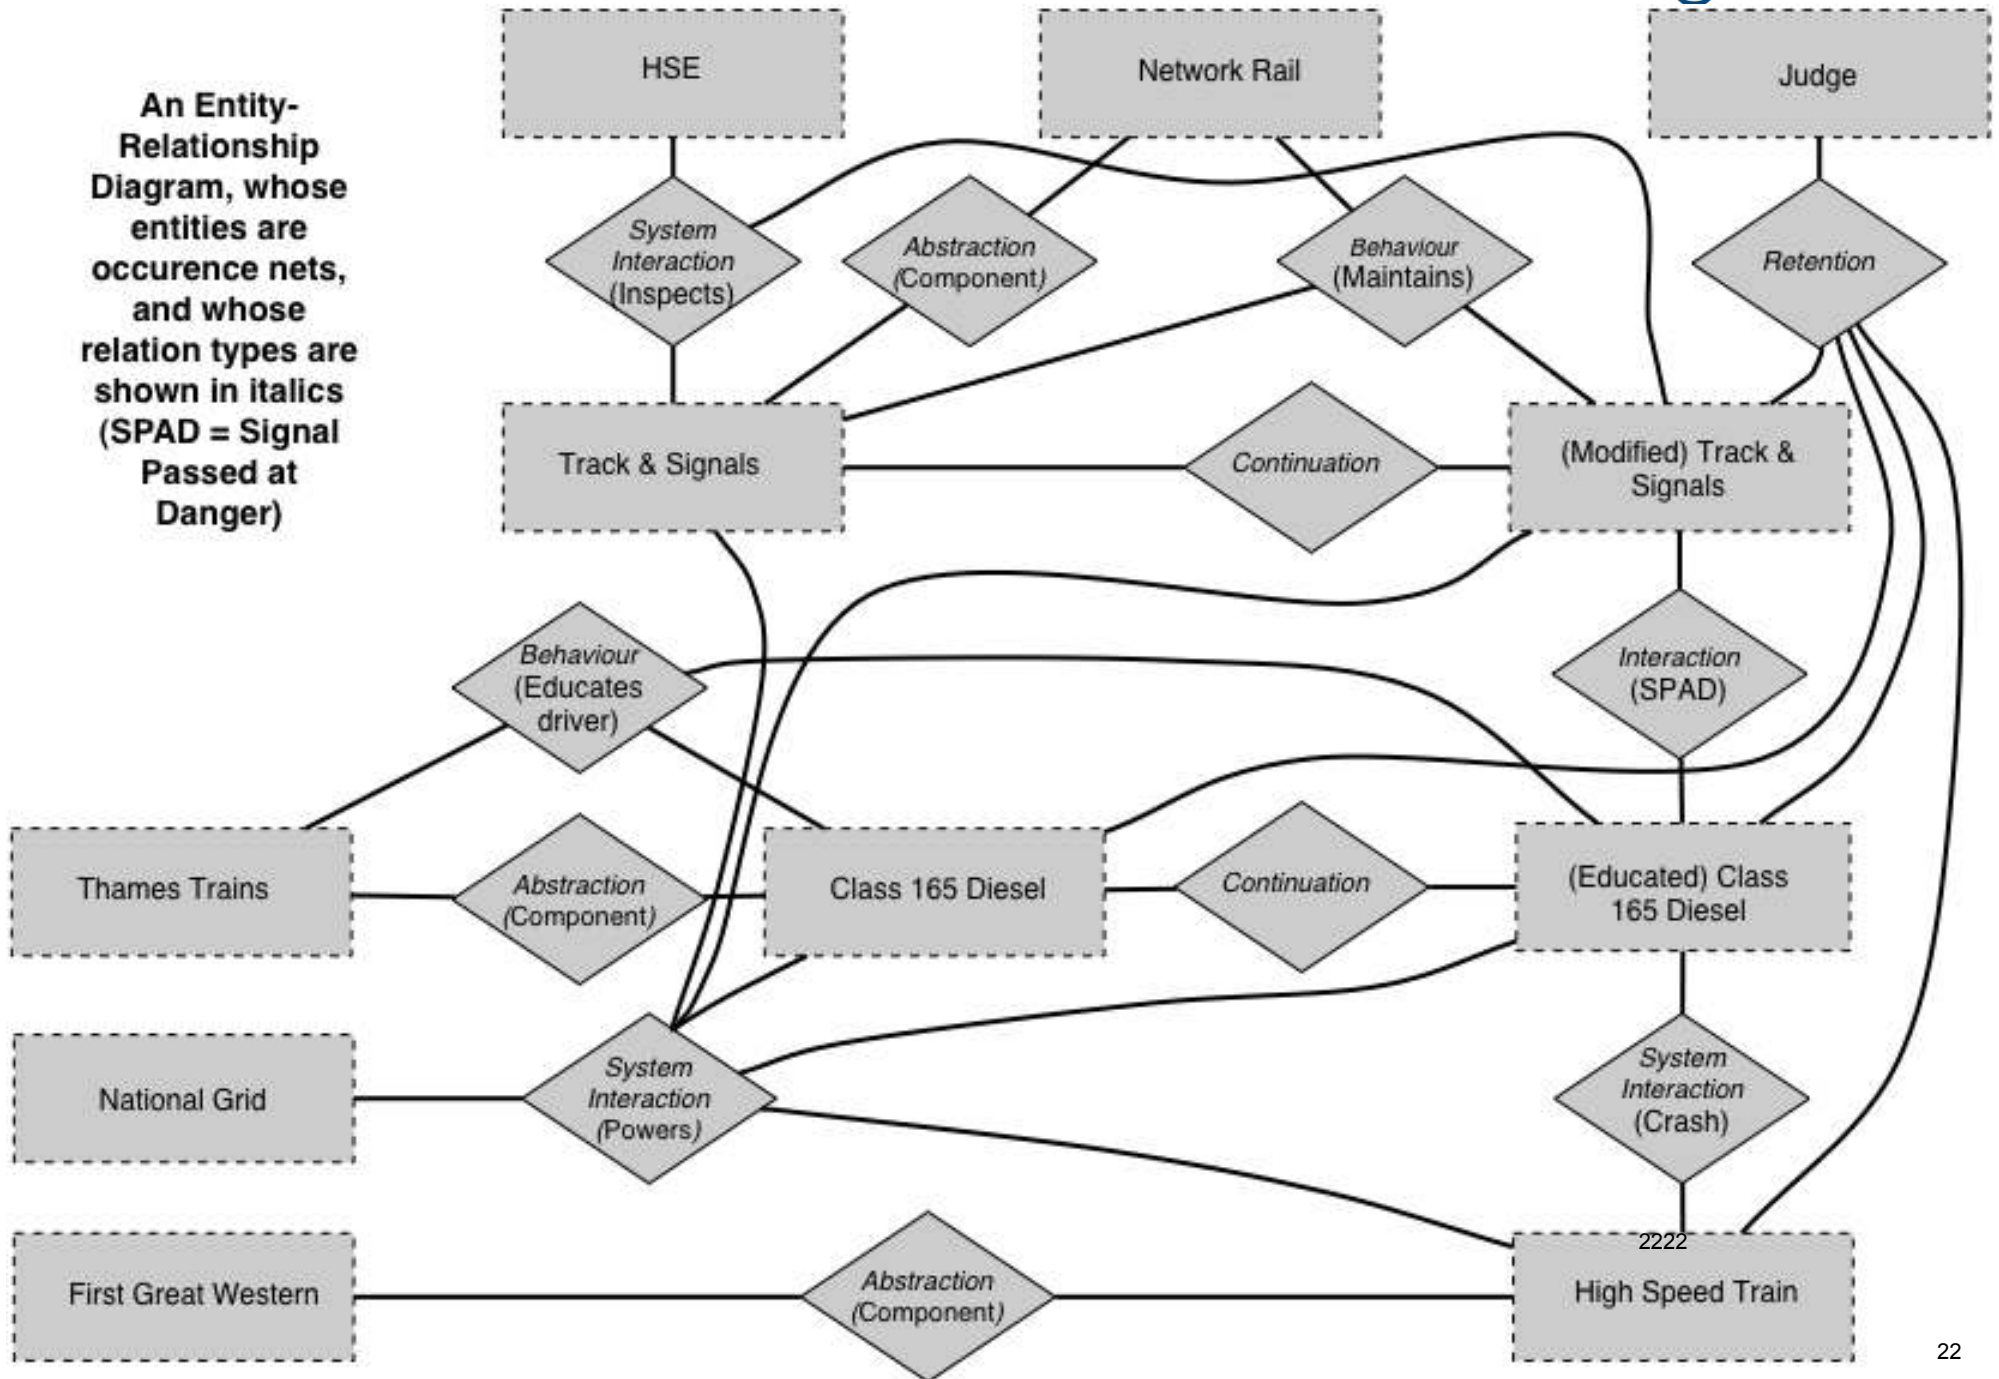 An Entity-
Relationship
Diagram, whose
entities are
occurence nets,
and whose
relation types are
shown in italics
(SPAD = Signal
Passed at
Danger)
HSE
Network Rail
Judge
System
Interaction
(Inspects)
Abstraction
(Component)
Behaviour
(Maintains)
Retention
Track & Signals
Continuation
(Modified) Track &
Signals
Behaviour
(Educates
driver)
Interaction
(SPAD)
Thames Trains
Abstraction
(Component)
Class 165 Diesel
Continuation
(Educated) Class
165 Diesel
National Grid
System
Interaction
(Powers)
System
Interaction
(Crash)
First Great Western
Abstraction
(Component)
2222
High Speed Train
22